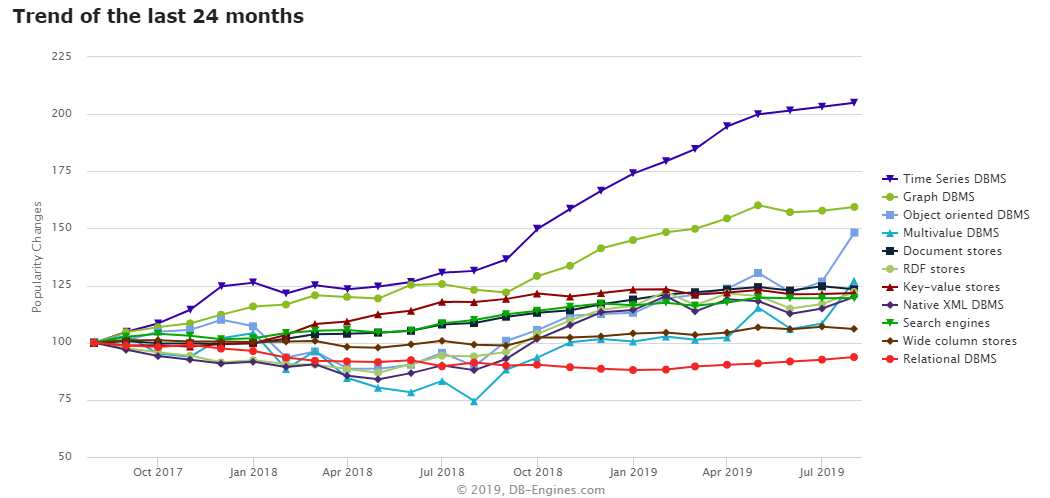 Trend of the last 24 months
225
200
175
150
125
100
75
50
Popularity Changes
Oct 2017
Jan 2018
Apr 2018
Jul 2018
Oct 2018
Jan 2019
Apr 2019
Jul 2019
Time Series DBMS
Graph DBMS
Object oriented DBMS
Multivalue DBMS
Document stores
RDF stores
Key-value stores
Native XML DBMS
Search engines
Wide column stores
Relational DBMS
© 2019, DB-Engines.com